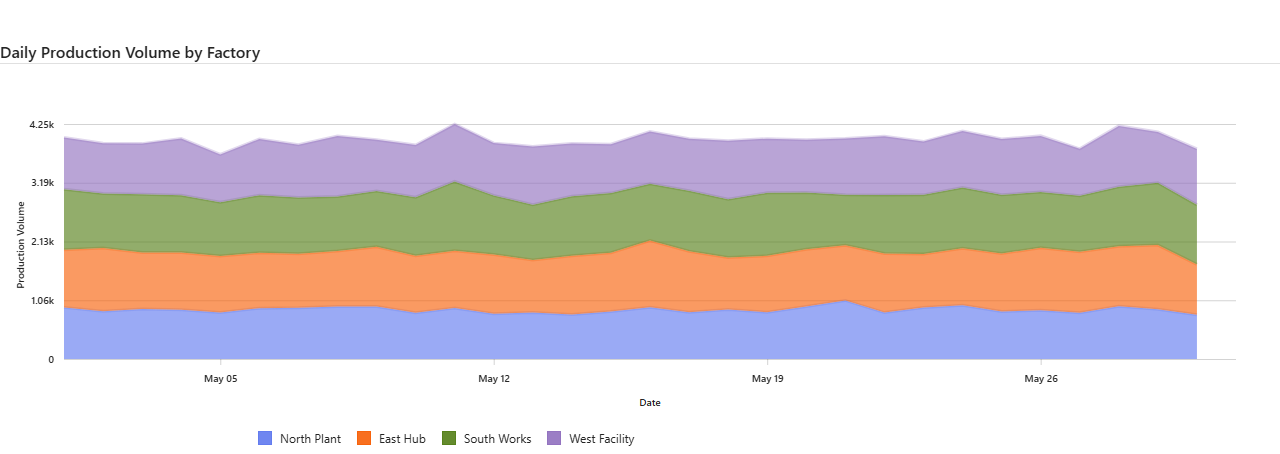 Daily Production Volume by Factory
4.25k
3.19k
2.13k
1.06k
0
Production Volume
May 05 May 12 May 19 May 26
Date
North Plant East Hub South Works West Facility